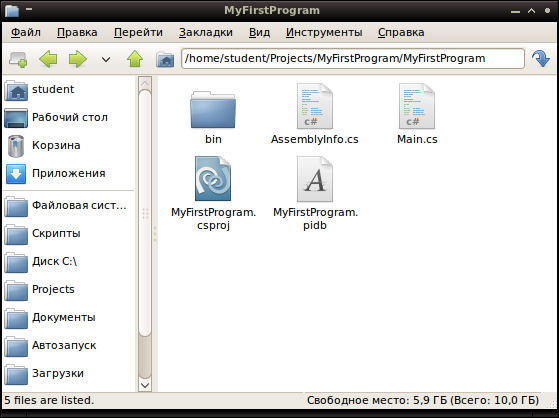 MyFirstProgram
Файл Правка Перейти Закладки Вид Инструменты Справка
/home/student/Projects/MyFirstProgram/MyFirstProgram
student
Рабочий стол
Корзина
Приложения
Файловая сист...
Скрипты
Диск C:\
Projects
Документы
Автозапуск
Загрузки
c#
c#
bin
AssemblyInfo.cs
Main.cs
A
MyFirstProgram.
csproj
MyFirstProgram.
pidb
5 files are listed.
Свободное место: 5,9 ГБ (Всего: 10,0 ГБ)